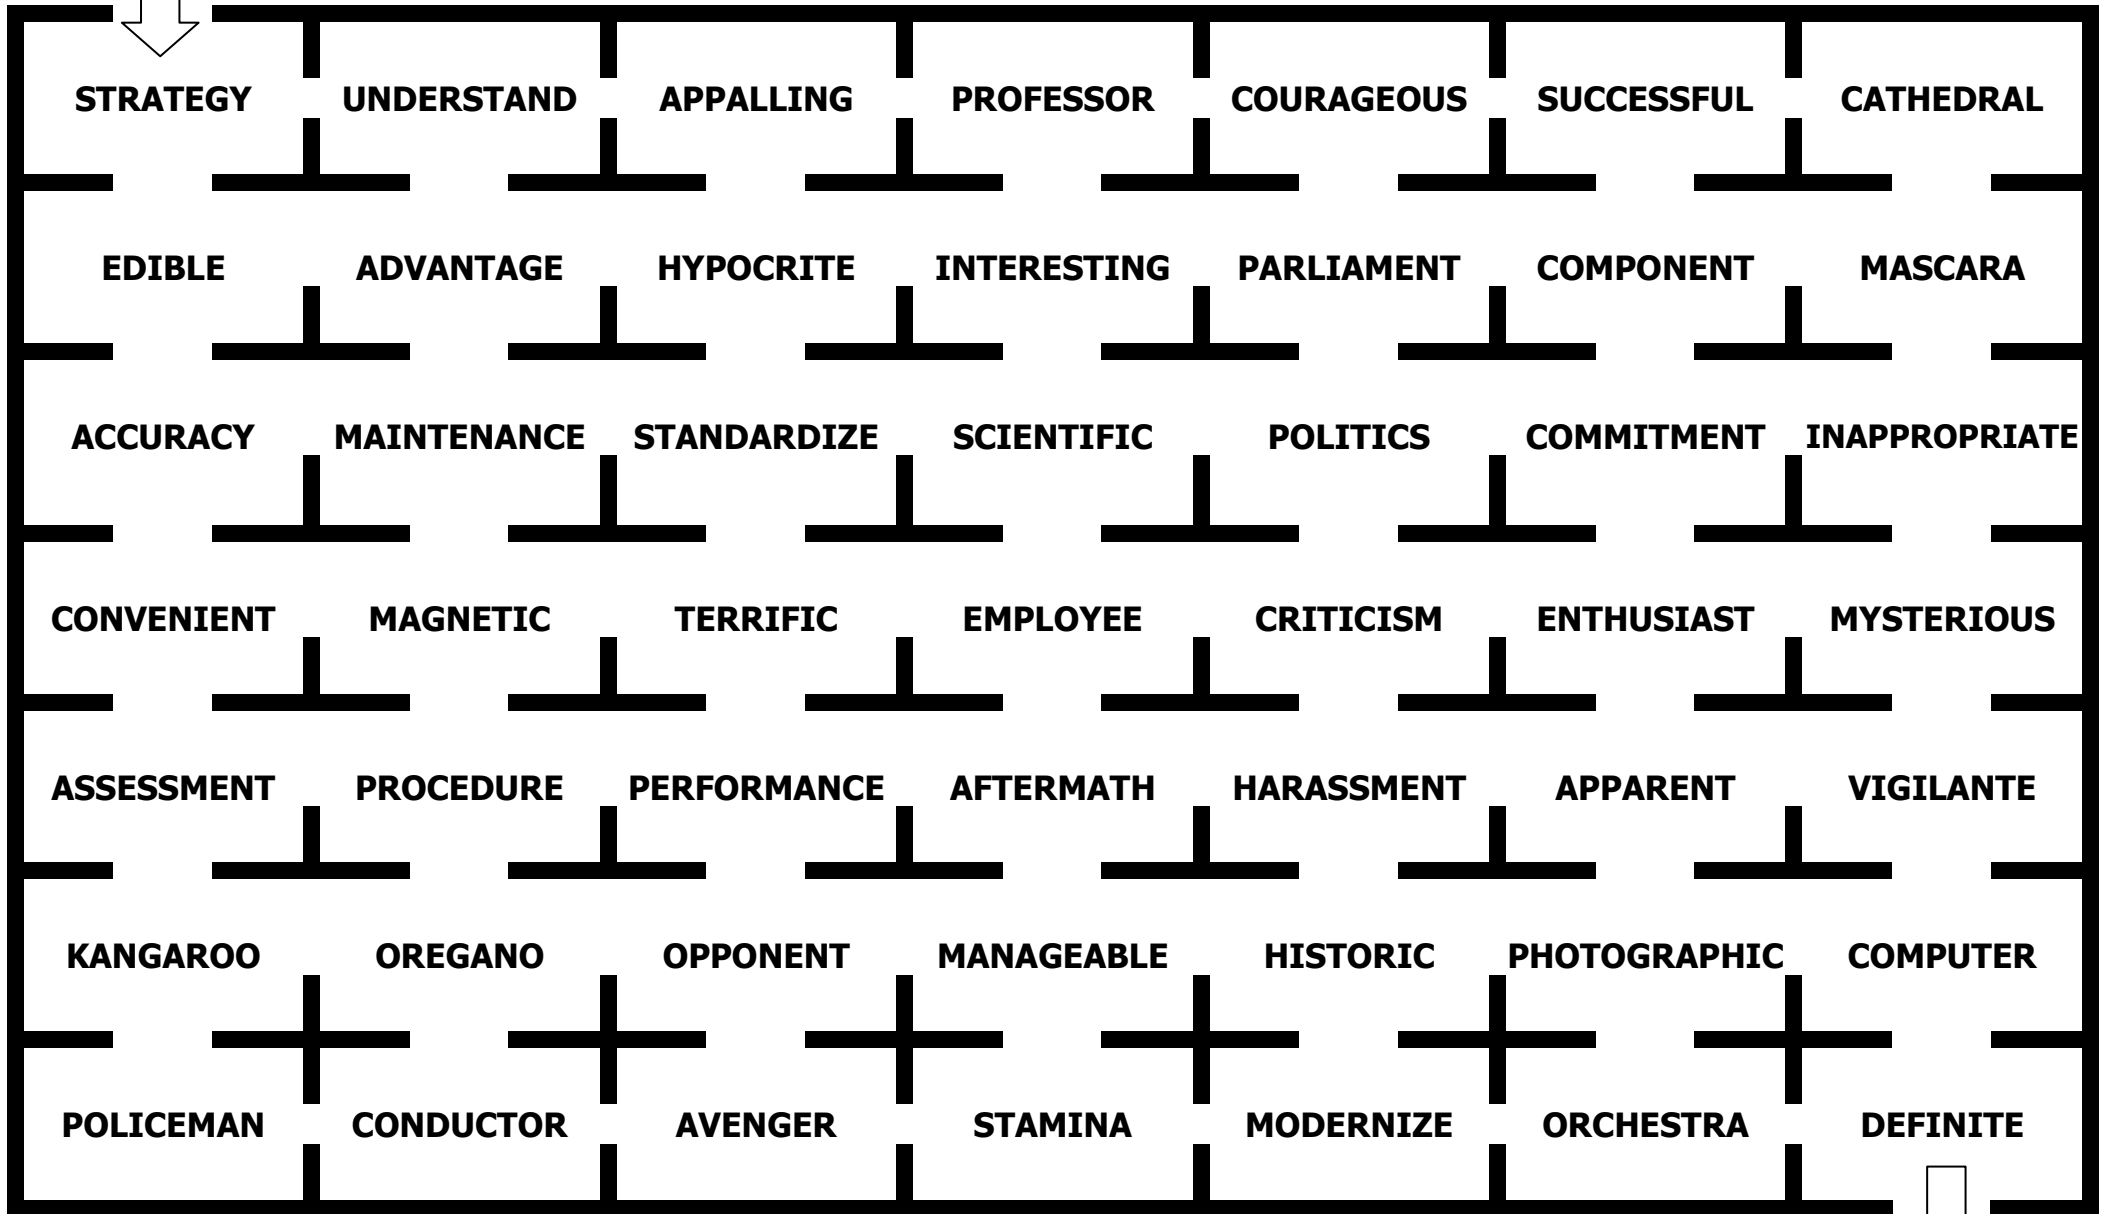 STRATEGY UNDERSTAND APPALLING PROFESSOR COURAGEOUS SUCCESSFUL CATHEDRAL
EDIBLE ADVANTAGE HYPOCRITE INTERESTING PARLIAMENT COMPONENT MASCARA
ACCURACY MAINTENANCE STANDARDIZE SCIENTIFIC POLITICS COMMITMENT INAPPROPRIATE
CONVENIENT MAGNETIC TERRIFIC EMPLOYEE CRITICISM ENTHUSIAST MYSTERIOUS
ASSESSMENT PROCEDURE PERFORMANCE AFTERMATH HARASSMENT APPARENT VIGILANTE
KANGAROO OREGANO OPPONENT MANAGEABLE HISTORIC PHOTOGRAPHIC COMPUTER
POLICEMAN CONDUCTOR AVENGER STAMINA MODERNIZE ORCHESTRA DEFINITE